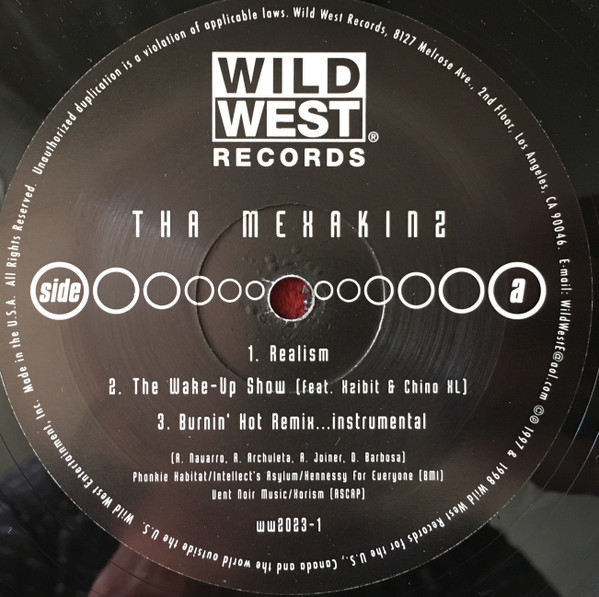 WILD
WEST®
RECORDS
THA MEXAKINZ
side
a
1. Realism
2. The Wake-Up Show (feat. Xzibit & Chino XL)
3. Burnin' Hot Remix...instrumental
(A. Navarro, A. Archuleta, A. Joiner, D. Barbosa)
Phonkie Habitat/Intellect's Asylum/Hennessy For Everyone (BMI)
Vent Noir Music/Xorism (ASCAP)
ww2023-1
Made in the U.S.A. All Rights Reserved. Unauthorized duplication is a violation of applicable laws. Wild West Records, 8127 Melrose Ave., 2nd Floor, Los Angeles, CA 90046. E-mail: WildWestE@aol.com ©℗ 1997 & 1998 Wild West Records for the U.S., Canada and the world outside the U.S. Wild West Entertainment, Inc.